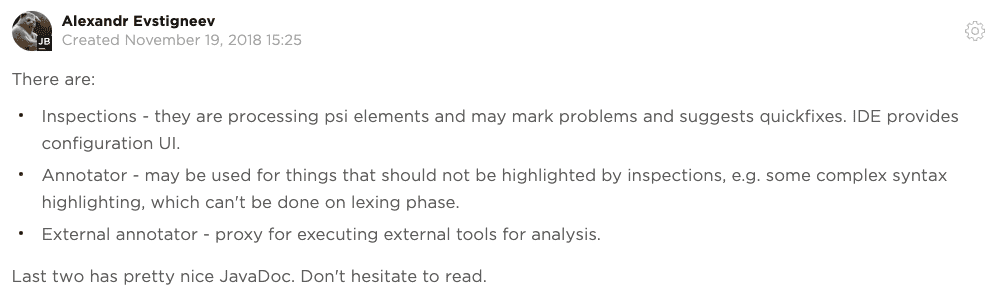 Alexandr Evstigneev
JB
Created November 19, 2018 15:25
There are:
• Inspections - they are processing psi elements and may mark problems and suggests quickfixes. IDE provides
configuration UI.
• Annotator - may be used for things that should not be highlighted by inspections, e.g. some complex syntax
highlighting, which can't be done on lexing phase.
• External annotator - proxy for executing external tools for analysis.
Last two has pretty nice JavaDoc. Don't hesitate to read.